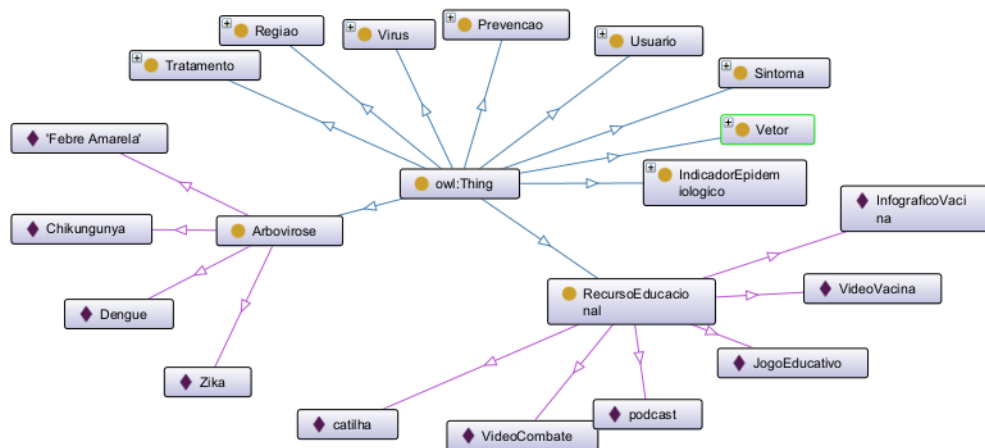 Regiao
Virus
Prevencao
Usuario
Tratamento
Sintoma
Vetor
'Febre Amarela'
owl:Thing
IndicadorEpidem
iologico
InfograficoVaci
na
Chikungunya
Arbovirose
RecursoEducacio
nal
VideoVacina
Dengue
JogoEducativo
Zika
catilha
VideoCombate
podcast